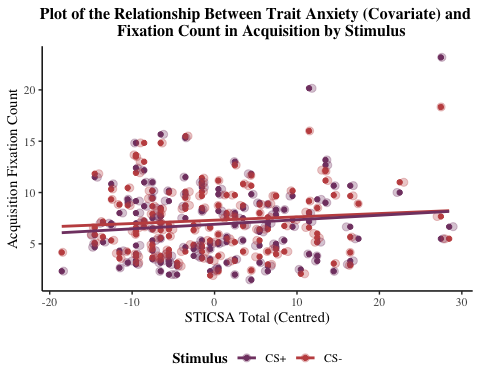 Plot of the Relationship Between Trait Anxiety (Covariate) and
Fixation Count in Acquisition by Stimulus
Acquisition Fixation Count
20
15
10
5
-20 -10 0 10 20 30
STICSA Total (Centred)
Stimulus CS+ CS-